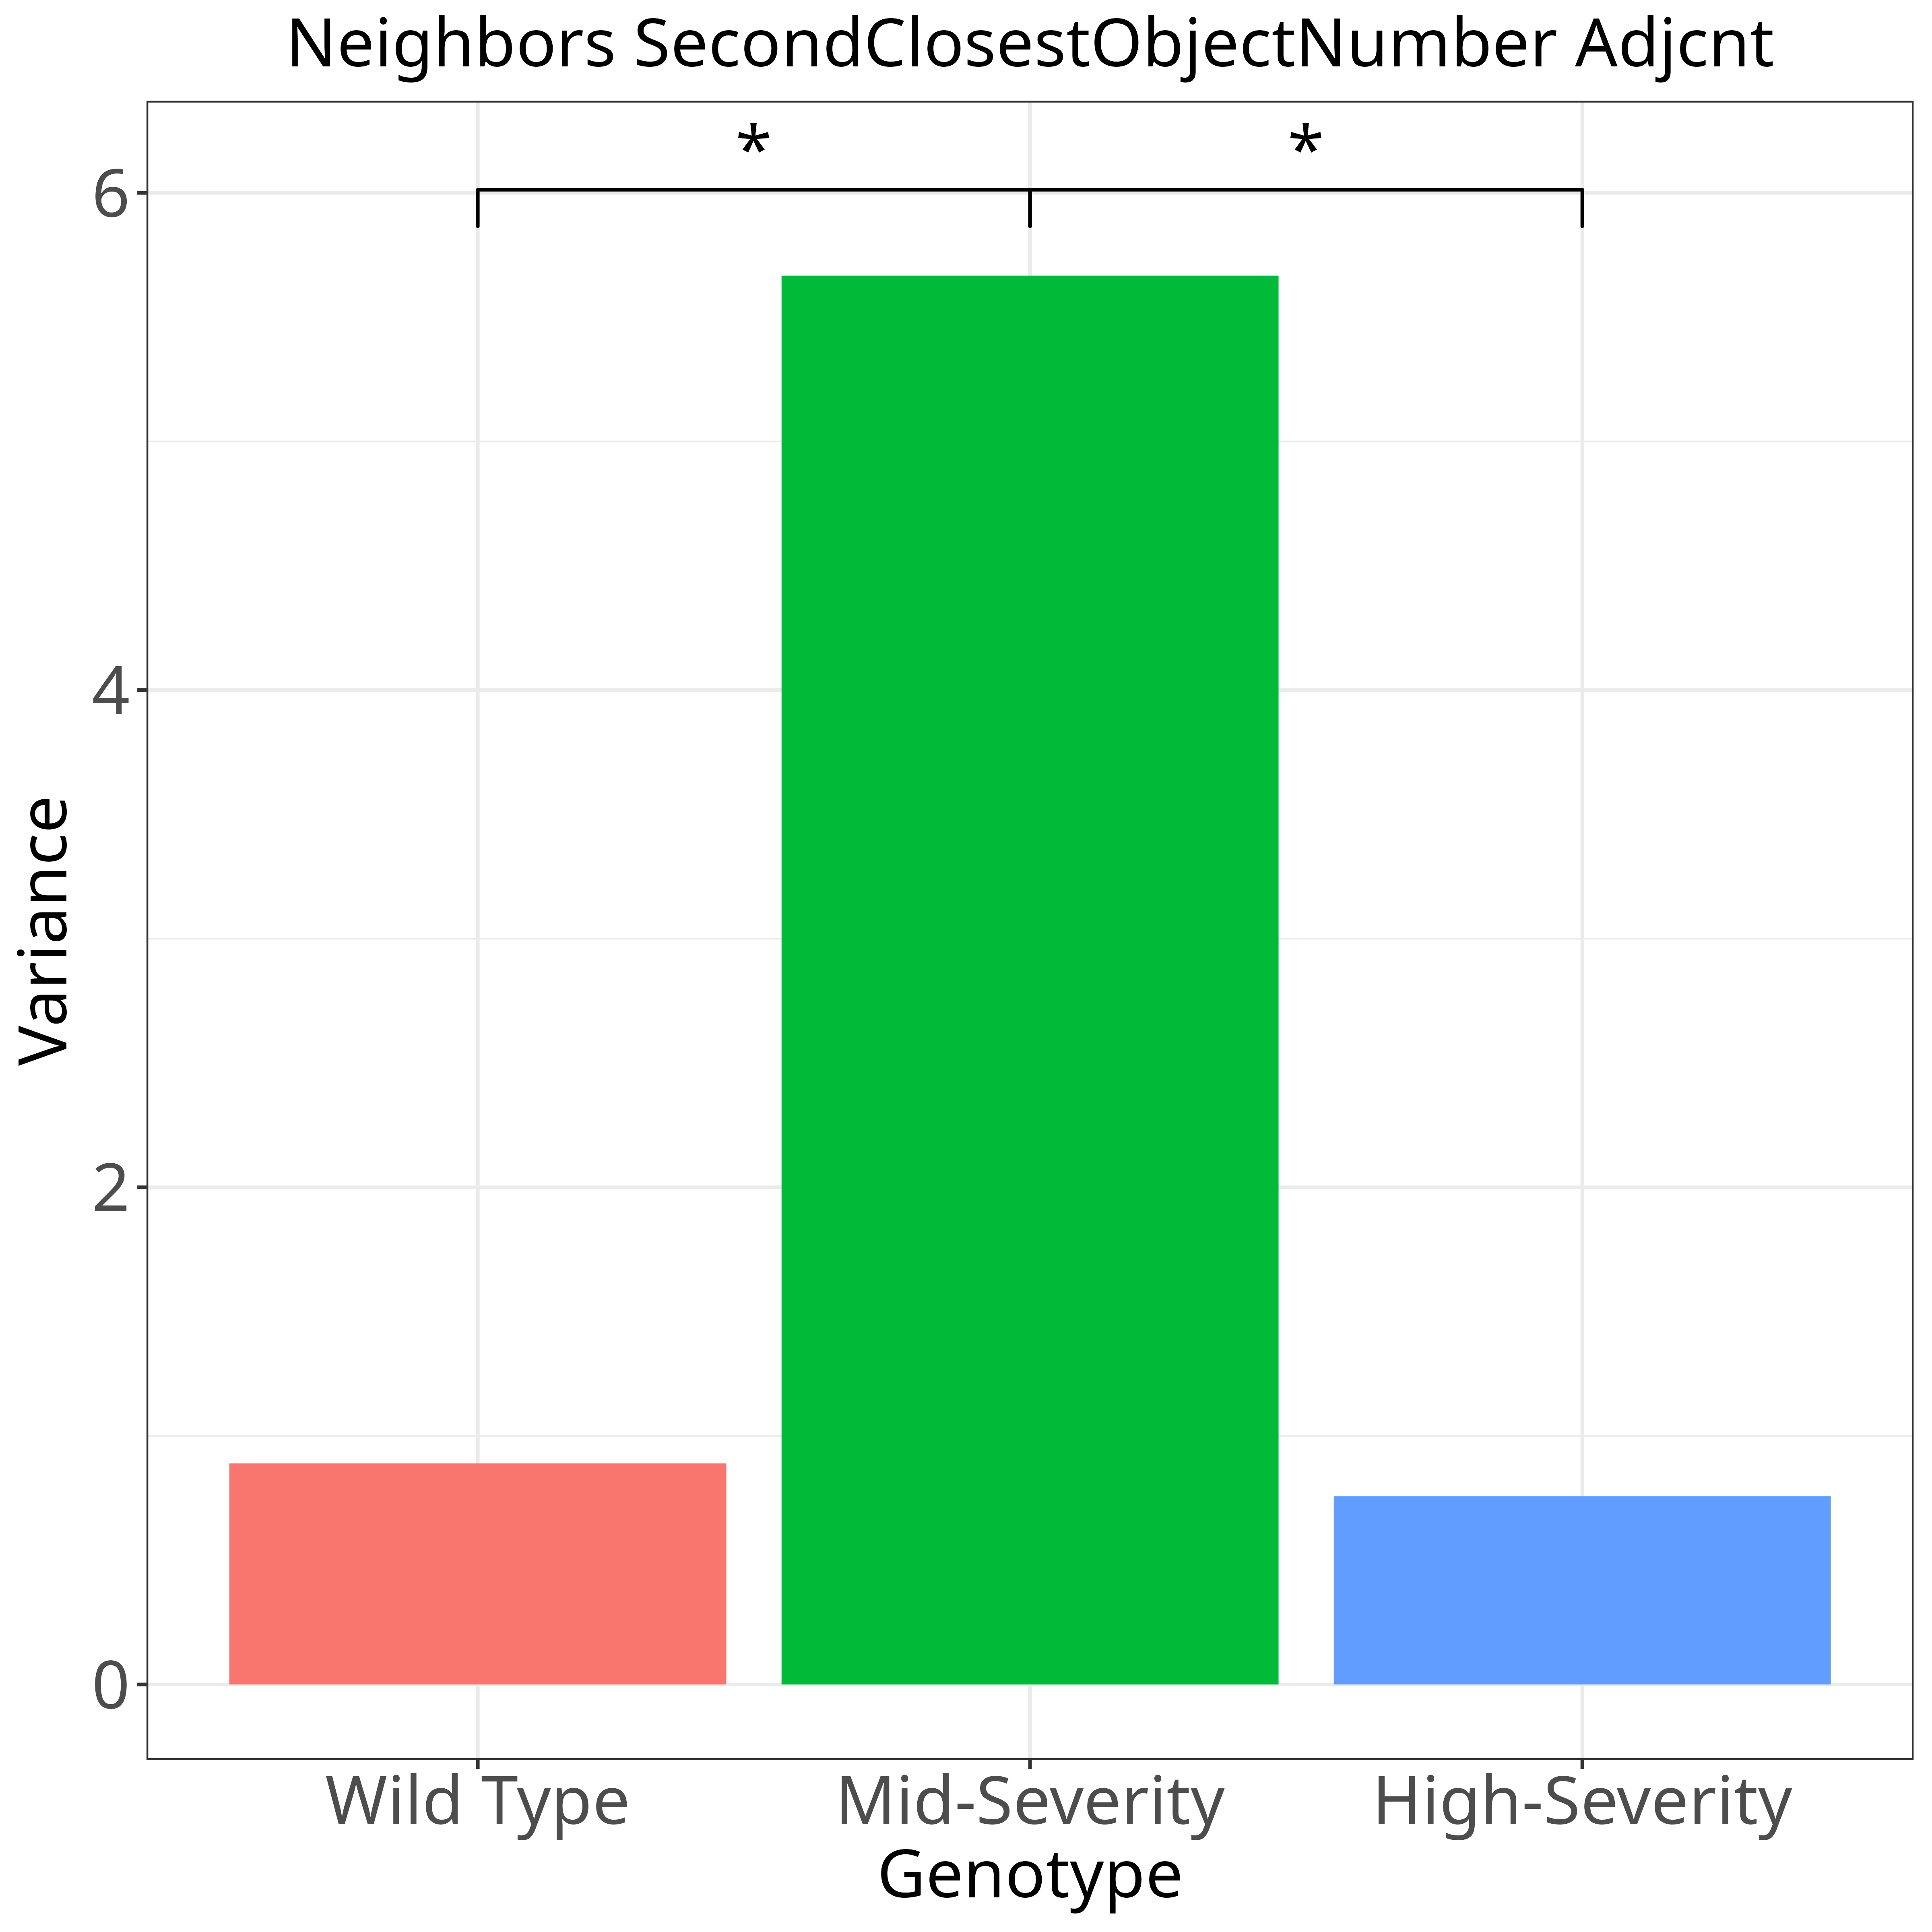 Neighbors SecondClosestObjectNumber Adjcnt
* *
6
4
2
0
Variance
Wild Type Mid-Severity High-Severity
Genotype